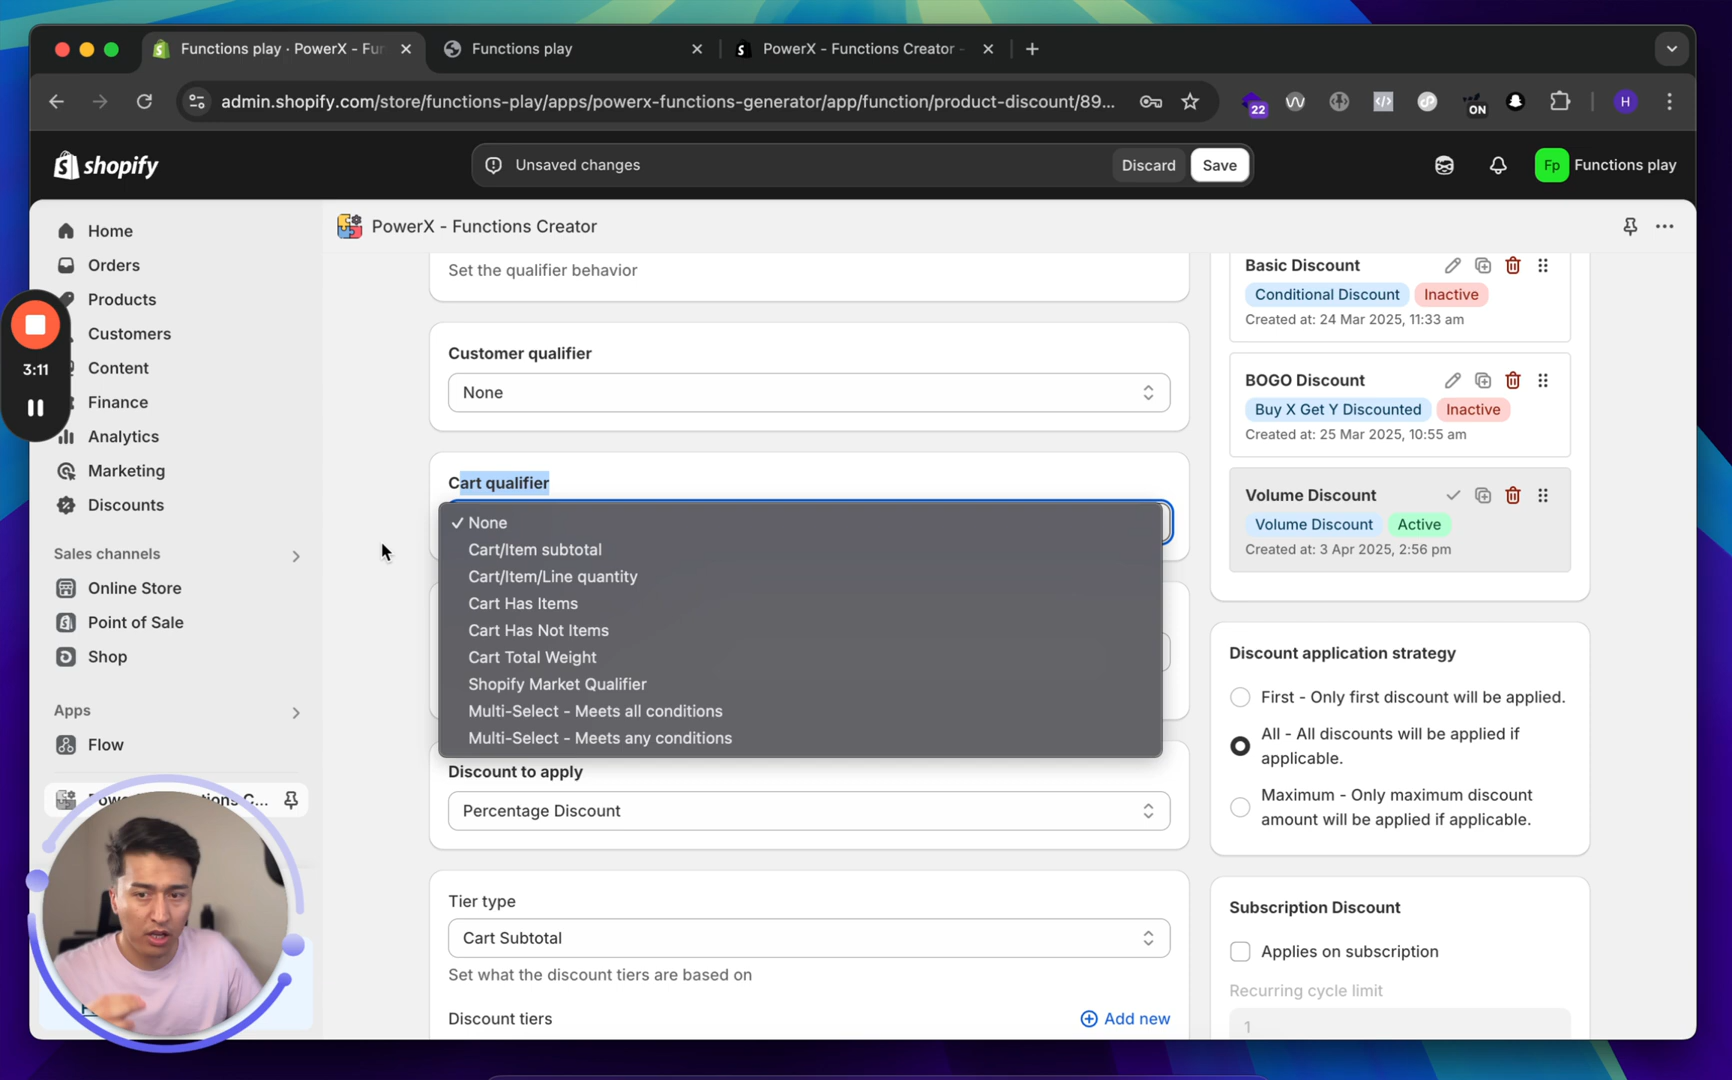 Functions play · PowerX - Fun
Functions play
PowerX - Functions Creator -
admin.shopify.com/store/functions-play/apps/powerx-functions-generator/app/function/product-discount/89...
22
ON
H
shopify
Unsaved changes
Discard
Save
Fp
Functions play
Home
Orders
Products
Customers
Content
Finance
Analytics
Marketing
Discounts
Sales channels
Online Store
Point of Sale
Shop
Apps
Flow
3:11
PowerX - Functions Creator
Set the qualifier behavior
Customer qualifier
None
Cart qualifier
✓ None
Cart/Item subtotal
Cart/Item/Line quantity
Cart Has Items
Cart Has Not Items
Cart Total Weight
Shopify Market Qualifier
Multi-Select - Meets all conditions
Multi-Select - Meets any conditions
Discount to apply
Percentage Discount
Tier type
Cart Subtotal
Set what the discount tiers are based on
Discount tiers
Add new
Basic Discount
Conditional Discount
Inactive
Created at: 24 Mar 2025, 11:33 am
BOGO Discount
Buy X Get Y Discounted
Inactive
Created at: 25 Mar 2025, 10:55 am
Volume Discount
Volume Discount
Active
Created at: 3 Apr 2025, 2:56 pm
Discount application strategy
First - Only first discount will be applied.
All - All discounts will be applied if
applicable.
Maximum - Only maximum discount
amount will be applied if applicable.
Subscription Discount
Applies on subscription
Recurring cycle limit
1